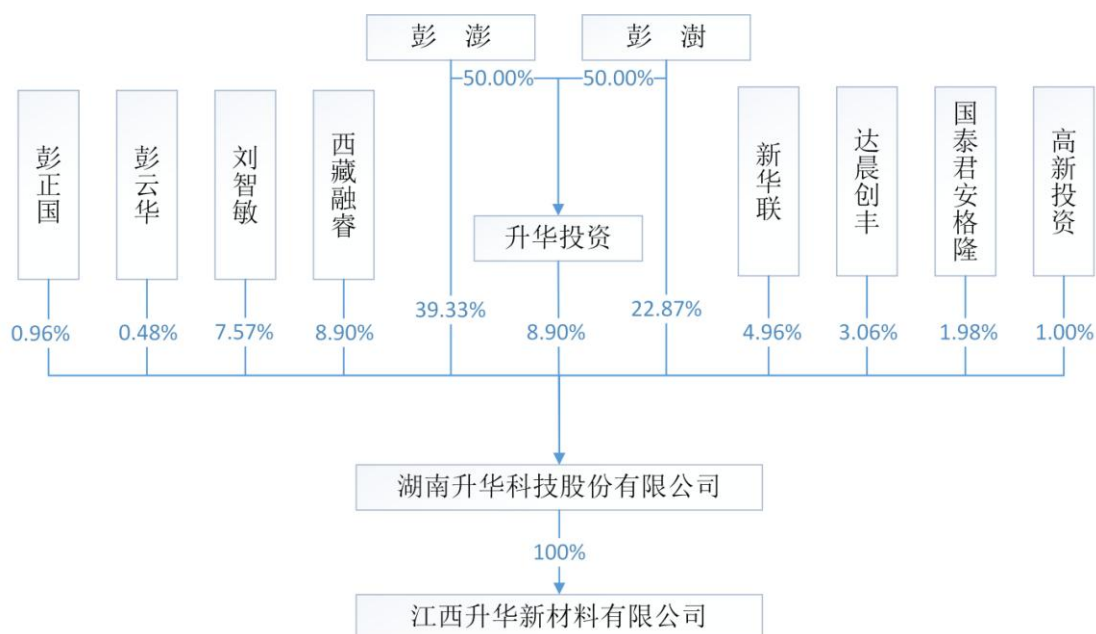 彭 澎
彭 澍
50.00%
50.00%
彭正国
彭云华
刘智敏
西藏融睿
新华联
达晨创丰
国泰君安格隆
高新投资
升华投资
39.33%
22.87%
0.96%
0.48%
7.57%
8.90%
8.90%
4.96%
3.06%
1.98%
1.00%
湖南升华科技股份有限公司
100%
江西升华新材料有限公司